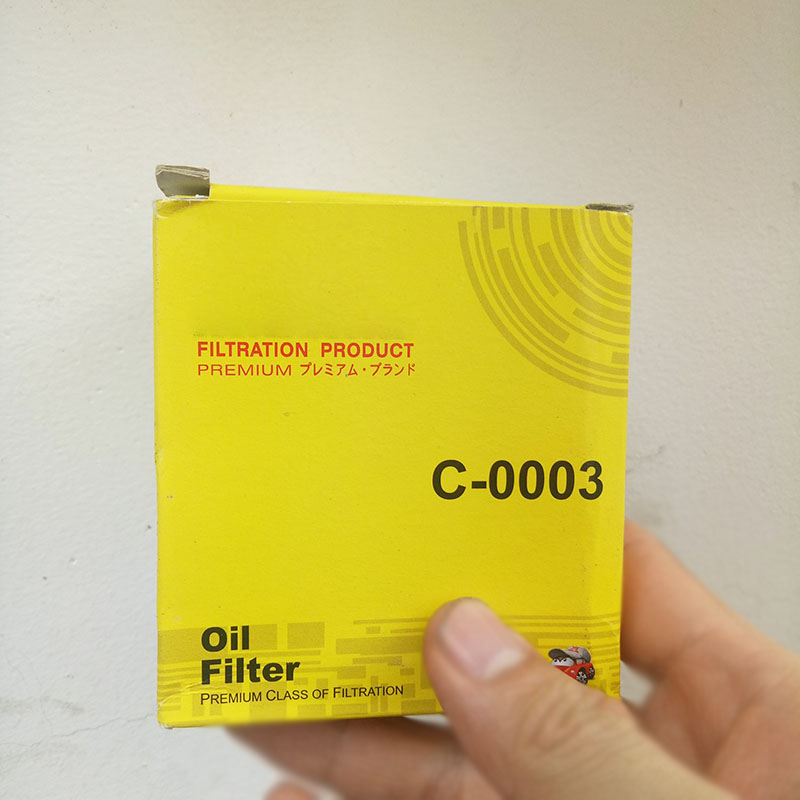 FILTRATION PRODUCT
PREMIUM プレミアム・ブランド
C-0003
Oil
Filter
PREMIUM CLASS OF FILTRATION